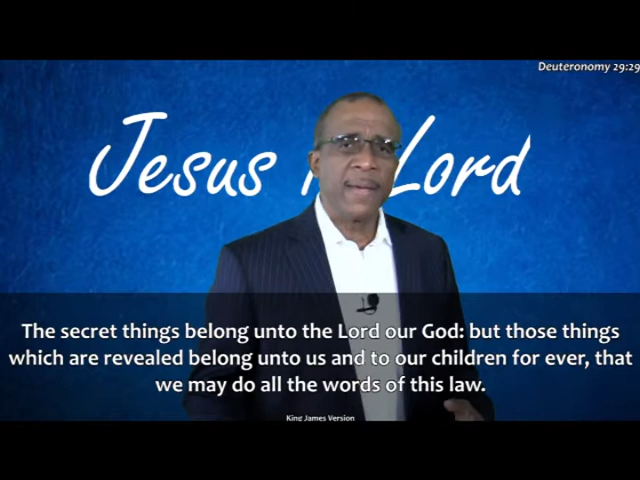 Deuteronomy 29:29
Jesus Lord
The secret things belong unto the Lord our God: but those things
which are revealed belong unto us and to our children for ever, that
we may do all the words of this law.
King James Version